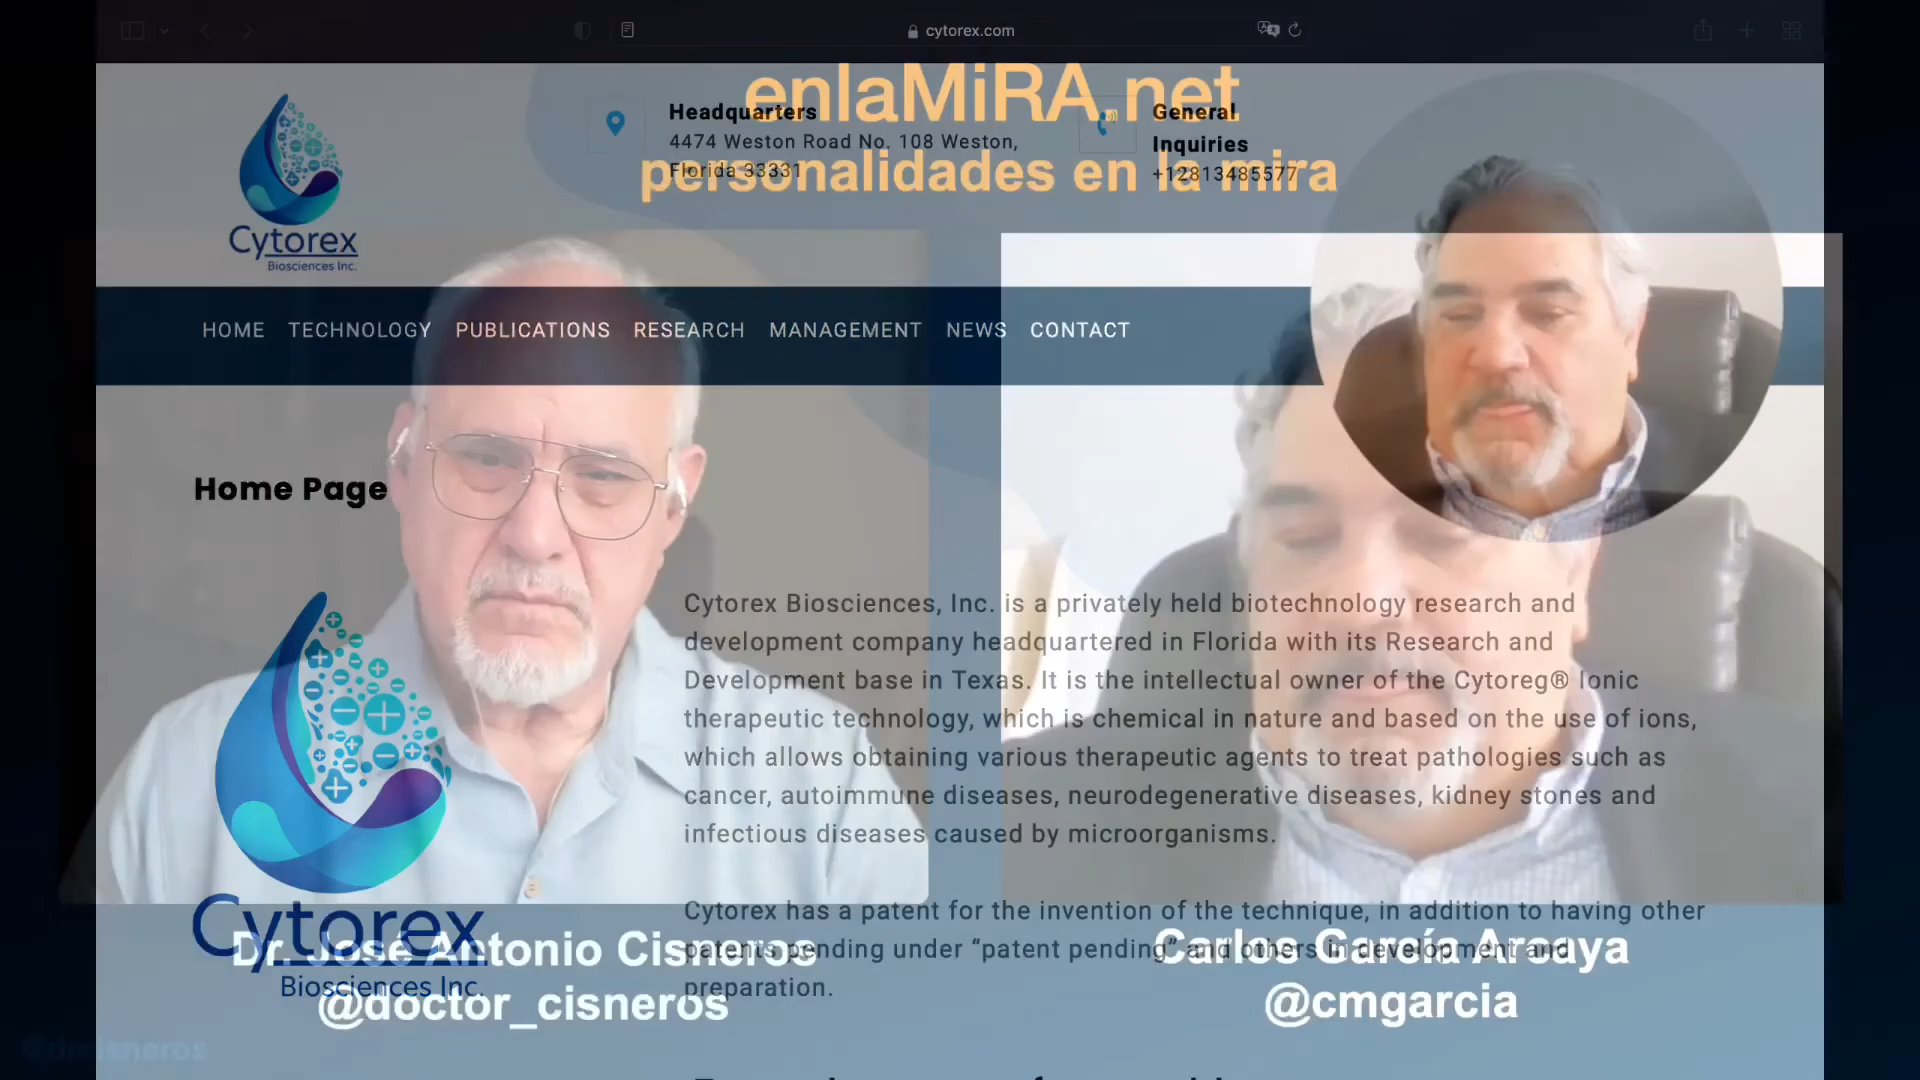 cytorex.com
enlaMiRA.net
personalidades en la mira
Headquarters
4474 Weston Road No. 108 Weston,
Florida 33331
General
Inquiries
+12813485577
Cytorex
Biosciences Inc.
HOME TECHNOLOGY PUBLICATIONS RESEARCH MANAGEMENT NEWS CONTACT
Home Page
Cytorex Biosciences, Inc. is a privately held biotechnology research and
development company headquartered in Florida with its Research and
Development base in Texas. It is the intellectual owner of the Cytoreg® Ionic
therapeutic technology, which is chemical in nature and based on the use of ions,
which allows obtaining various therapeutic agents to treat pathologies such as
cancer, autoimmune diseases, neurodegenerative diseases, kidney stones and
infectious diseases caused by microorganisms.
Cytorex has a patent for the invention of the technique, in addition to having other
patents pending under “patent pending” and others in development and
preparation.
Cytorex
Biosciences Inc.
Dr. José Antonio Cisneros
@doctor_cisneros
Carlos García Arcaya
@cmgarcia
@drcisneros